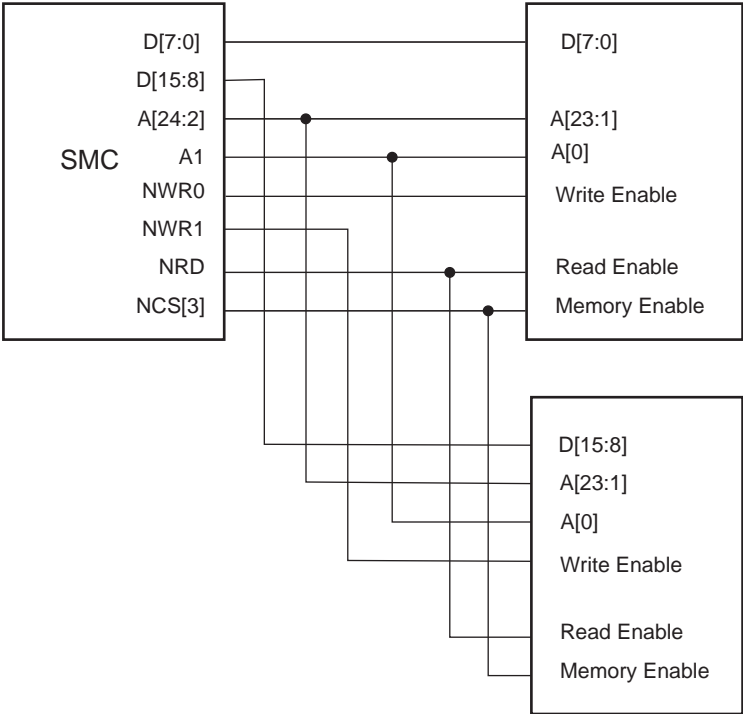 D[7:0]
D[15:8]
A[24:2]
SMC
A1
NWR0
NWR1
NRD
NCS[3]
D[7:0]
A[23:1]
A[0]
Write Enable
Read Enable
Memory Enable
D[15:8]
A[23:1]
A[0]
Write Enable
Read Enable
Memory Enable